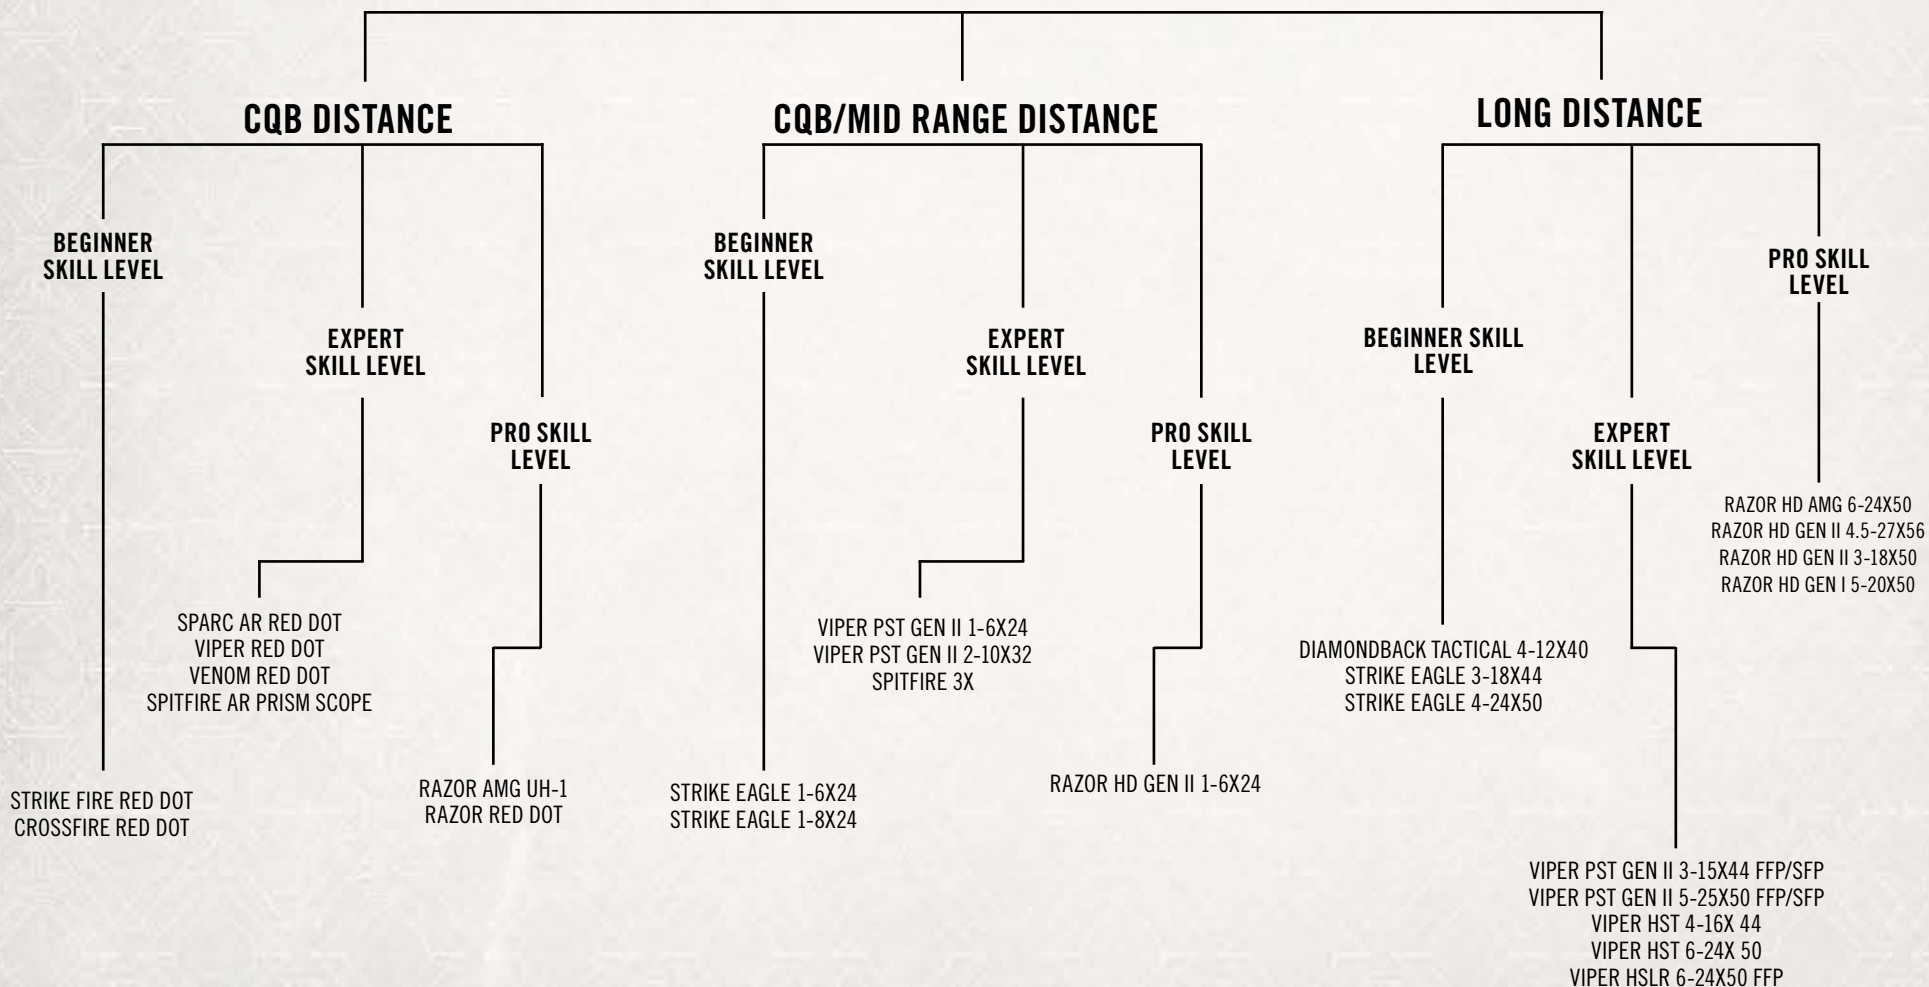 CQB DISTANCE
BEGINNER
SKILL LEVEL
STRIKE FIRE RED DOT
CROSSFIRE RED DOT
EXPERT
SKILL LEVEL
SPARC AR RED DOT
VIPER RED DOT
VENOM RED DOT
SPITFIRE AR PRISM SCOPE
PRO SKILL
LEVEL
RAZOR AMG UH-1
RAZOR RED DOT
CQB/MID RANGE DISTANCE
BEGINNER
SKILL LEVEL
STRIKE EAGLE 1-6X24
STRIKE EAGLE 1-8X24
EXPERT
SKILL LEVEL
VIPER PST GEN II 1-6X24
VIPER PST GEN II 2-10X32
SPITFIRE 3X
PRO SKILL
LEVEL
RAZOR HD GEN II 1-6X24
LONG DISTANCE
BEGINNER SKILL
LEVEL
DIAMONDBACK TACTICAL 4-12X40
STRIKE EAGLE 3-18X44
STRIKE EAGLE 4-24X50
EXPERT
SKILL LEVEL
VIPER PST GEN II 3-15X44 FFP/SFP
VIPER PST GEN II 5-25X50 FFP/SFP
VIPER HST 4-16X 44
VIPER HST 6-24X 50
VIPER HSLR 6-24X50 FFP
PRO SKILL
LEVEL
RAZOR HD AMG 6-24X50
RAZOR HD GEN II 4.5-27X56
RAZOR HD GEN II 3-18X50
RAZOR HD GEN I 5-20X50